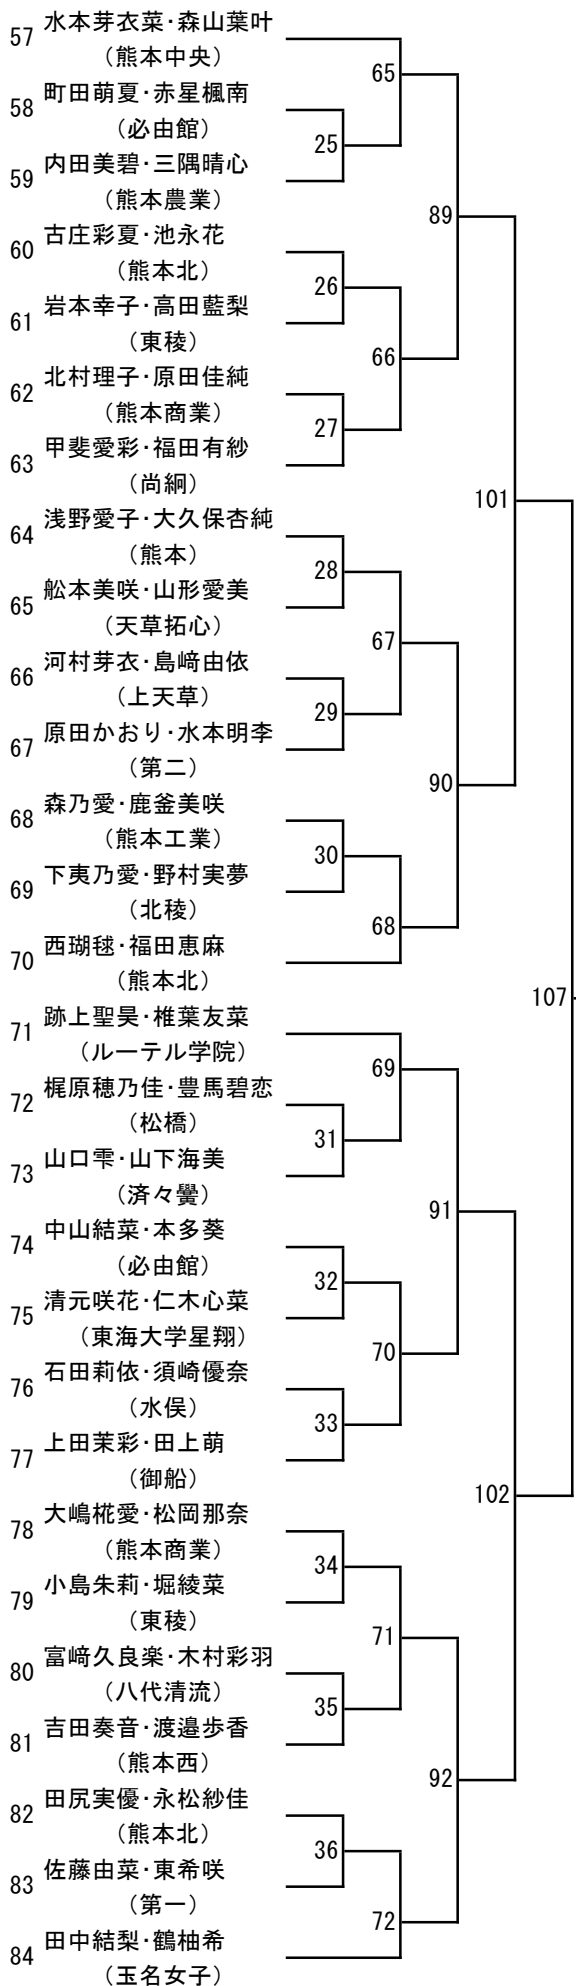 57 水本芽衣菜・森山葉叶
（熊本中央）
65
58 町田萌夏・赤星楓南
（必由館）
25
59 内田美碧・三隅晴心
（熊本農業）
89
60 古庄彩夏・池永花
（熊本北）
26
61 岩本幸子・高田藍梨
（東稜）
66
62 北村理子・原田佳純
（熊本商業）
27
63 甲斐愛彩・福田有紗
（尚絅）
101
64 浅野愛子・大久保杏純
（熊本）
28
65 舩本美咲・山形愛美
（天草拓心）
67
66 河村芽衣・島﨑由依
（上天草）
29
67 原田かおり・水本明李
（第二）
90
68 森乃愛・鹿釜美咲
（熊本工業）
30
69 下夷乃愛・野村実夢
（北稜）
68
70 西瑚毬・福田恵麻
（熊本北）
107
71 跡上聖昊・椎葉友菜
（ルーテル学院）
69
72 梶原穂乃佳・豊馬碧恋
（松橋）
31
73 山口雫・山下海美
（済々黌）
91
74 中山結菜・本多葵
（必由館）
32
75 清元咲花・仁木心菜
（東海大学星翔）
70
76 石田莉依・須崎優奈
（水俣）
33
77 上田茉彩・田上萌
（御船）
102
78 大嶋椛愛・松岡那奈
（熊本商業）
34
79 小島朱莉・堀綾菜
（東稜）
71
80 富﨑久良楽・木村彩羽
（八代清流）
35
81 吉田奏音・渡邉歩香
（熊本西）
92
82 田尻実優・永松紗佳
（熊本北）
36
83 佐藤由菜・東希咲
（第一）
72
84 田中結梨・鶴柚希
（玉名女子）